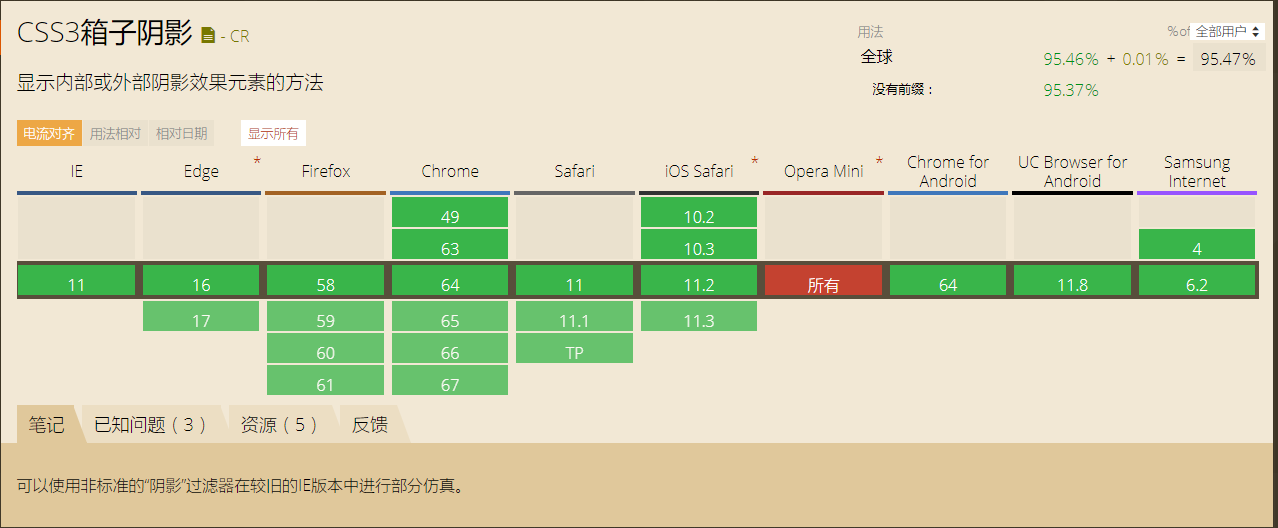 CSS3箱子阴影 - CR
用法 %of 全部用户
全球 95.46% + 0.01% = 95.47%
显示内部或外部阴影效果元素的方法
没有前缀： 95.37%
电流对齐 用法相对 相对日期 显示所有
IE Edge * Firefox Chrome Safari iOS Safari * Opera Mini * Chrome for Android UC Browser for Android Samsung Internet
49 10.2
63 10.3 4
11 16 58 64 11 11.2 所有 64 11.8 6.2
17 59 65 11.1 11.3
60 66 TP
61 67
笔记 已知问题（3） 资源（5） 反馈
可以使用非标准的“阴影”过滤器在较旧的IE版本中进行部分仿真。